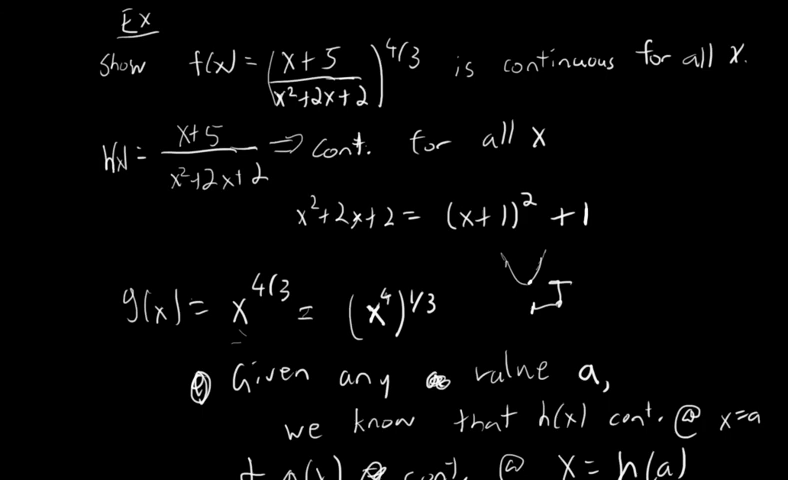 Ex
Show f(x) = ((x+5)/(x²+2x+2))^4/3 is continuous for all x.
h(x) = (x+5)/(x²+2x+2) ⇒ cont. for all x
x²+2x+2 = (x+1)² + 1
g(x) = x^4/3 = (x⁴)^1/3
Given any value a,
we know that h(x) cont. @ x=a
+ g(x) cont. @ x = h(a)